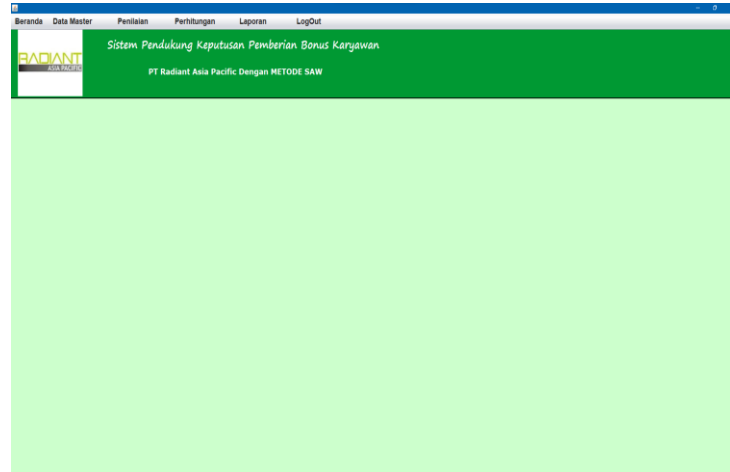 Beranda Data Master Penilaian Perhitungan Laporan LogOut
Sistem Pendukung Keputusan Pemberian Bonus Karyawan
RADIANT
ASIA PACIFIC
PT Radiant Asia Pacific Dengan METODE SAW